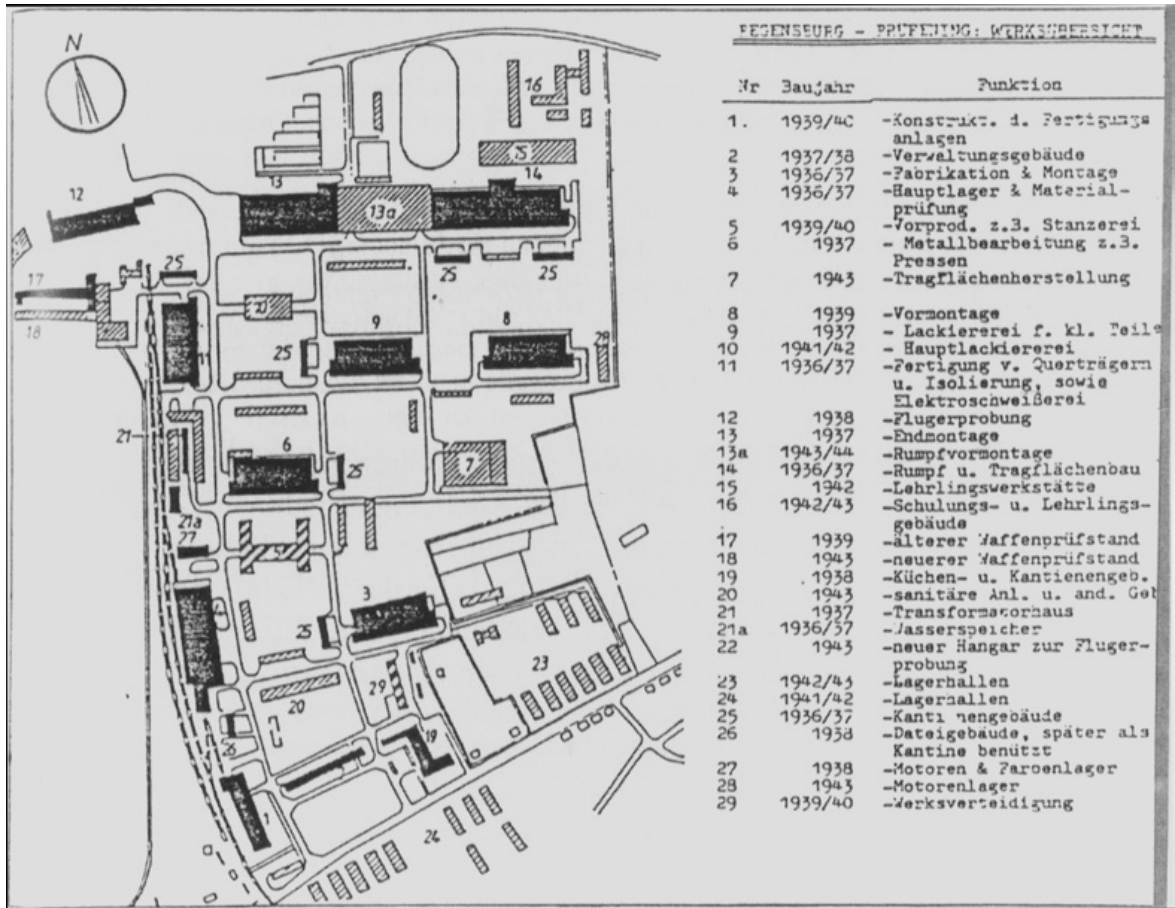 REGENSBURG - PRÜFENING: WERKSÜBERSICHT
Nr Baujahr Funktion
1. 1939/40 -Konstrukt. d. Fertigungs
anlagen
2 1937/38 -Verwaltungsgebäude
3 1936/37 -Fabrikation & Montage
4 1936/37 -Hauptlager & Material-
prüfung
5 1939/40 -Vorprod. z.B. Stanzerei
6 1937 - Metallbearbeitung z.B.
Pressen
7 1943 -Tragflächenherstellung
8 1939 -Vormontage
9 1937 - Lackiererei f. kl. Teile
10 1941/42 - Hauptlackiererei
11 1936/37 -Fertigung v. Querträgern
u. Isolierung, sowie
Elektroschweißerei
12 1938 -Flugerprobung
13 1937 -Endmontage
13a 1943/44 -Rumpfvormontage
14 1936/37 -Rumpf u. Tragflächenbau
15 1942 -Lehrlingswerkstätte
16 1942/43 -Schulungs- u. Lehrlings-
gebäude
17 1939 -älterer Waffenprüfstand
18 1943 -neuerer Waffenprüfstand
19 1938 -Küchen- u. Kantienengeb.
20 1943 -sanitäre Anl. u. and. Geb
21 1937 -Transformatorhaus
21a 1936/37 -Wasserspeicher
22 1943 -neuer Hangar zur Fluger-
probung
23 1942/43 -Lagerhallen
24 1941/42 -Lagerhallen
25 1936/37 -Kantinengebäude
26 1938 -Dateigebäude, später als
Kantine benützt
27 1938 -Motoren & Farbenlager
28 1943 -Motorenlager
29 1939/40 -Werksverteidigung
N
16
15
14
13
12
13a
25
25
25
17
18
10
9
8
28
25
11
21
6
25
7
21a
27
5
3
25
23
29
20
19
26
1
24